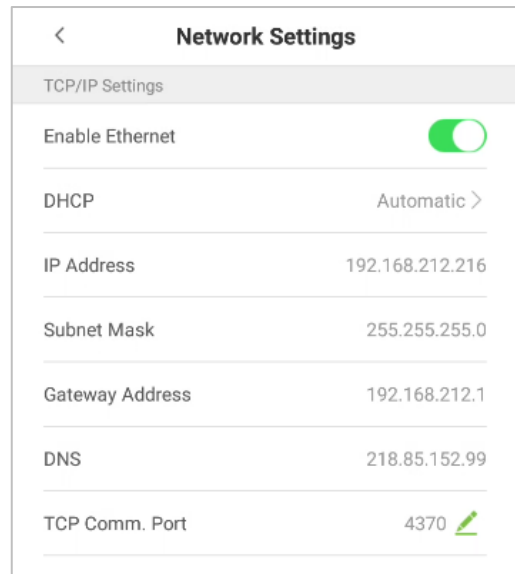 Network Settings
TCP/IP Settings
Enable Ethernet
DHCP Automatic
IP Address 192.168.212.216
Subnet Mask 255.255.255.0
Gateway Address 192.168.212.1
DNS 218.85.152.99
TCP Comm. Port 4370